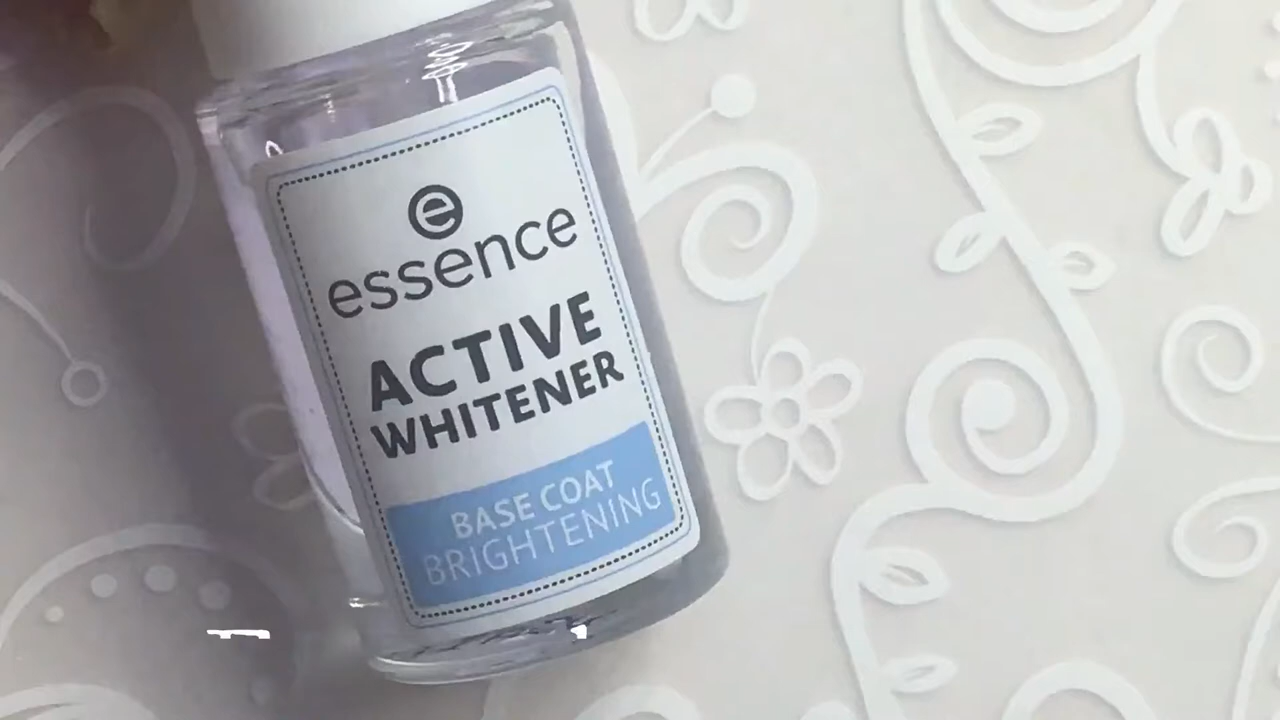 e
essence
ACTIVE
WHITENER
BASE COAT
BRIGHTENING